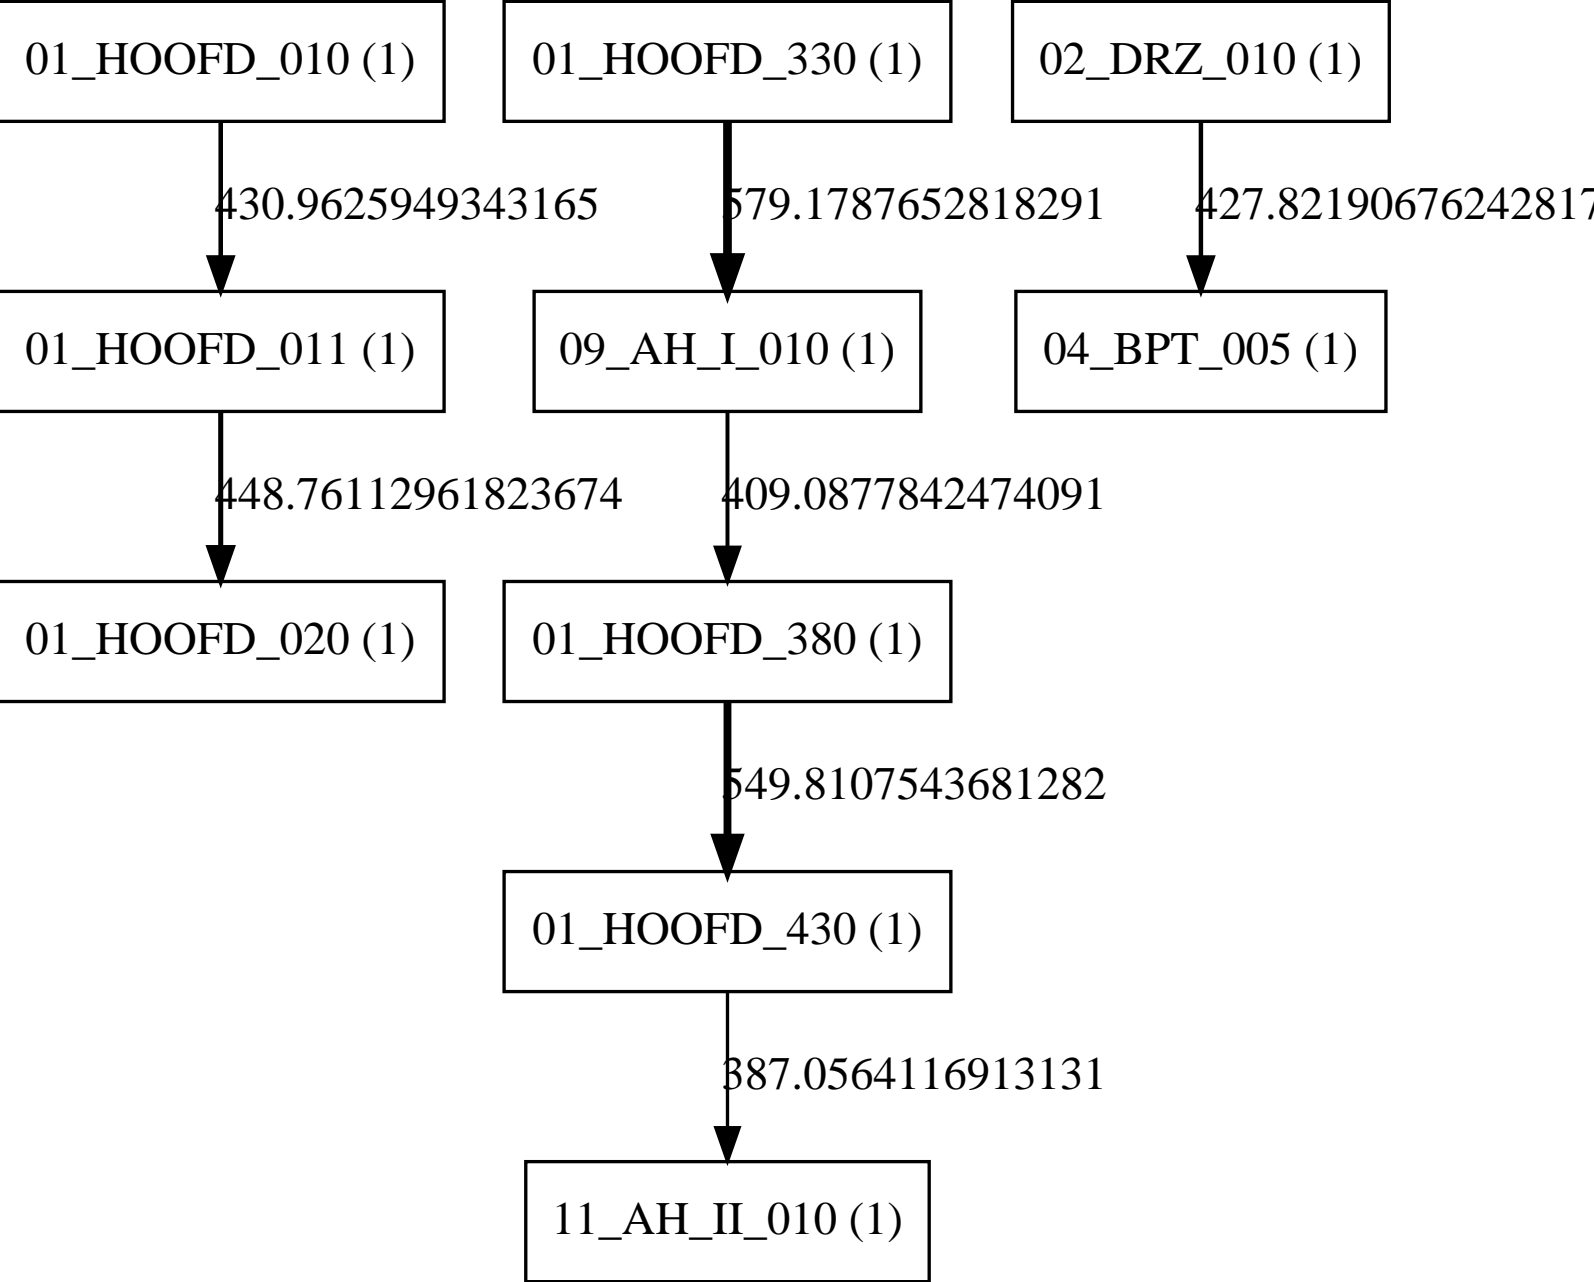 01_HOOFD_010 (1)
01_HOOFD_330 (1)
02_DRZ_010 (1)
430.9625949343165
579.1787652818291
427.82190676242817
01_HOOFD_011 (1)
09_AH_I_010 (1)
04_BPT_005 (1)
448.76112961823674
409.0877842474091
01_HOOFD_020 (1)
01_HOOFD_380 (1)
549.8107543681282
01_HOOFD_430 (1)
387.0564116913131
11_AH_II_010 (1)